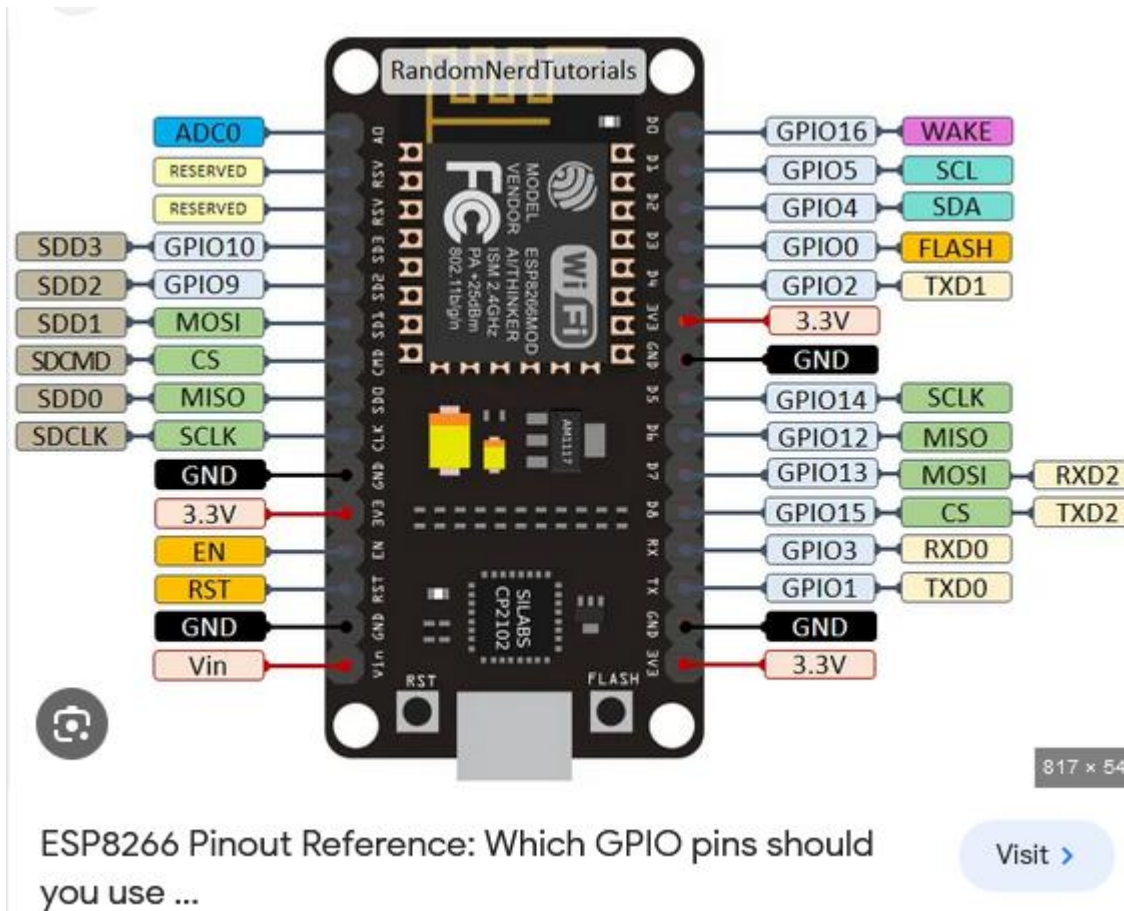 RandomNerdTutorials
ADC0 A0 D0 GPIO16 WAKE
RESERVED RSV D1 GPIO5 SCL
RESERVED RSV D2 GPIO4 SDA
SDD3 GPIO10 SD3 D3 GPIO0 FLASH
SDD2 GPIO9 SD2 D4 GPIO2 TXD1
SDD1 MOSI SD1 3V3 3.3V
SDCMD CS CMD GND GND
SDD0 MISO SD0 D5 GPIO14 SCLK
SDCLK SCLK CLK D6 GPIO12 MISO
GND GND D7 GPIO13 MOSI RXD2
3.3V 3V3 D8 GPIO15 CS TXD2
EN EN RX GPIO3 RXD0
RST RST TX GPIO1 TXD0
GND GND GND GND
Vin Vin 3V3 3.3V
MODEL ESP8266MOD
VENDOR AI/THINKER
ISM 2.4GHz
PA +25dBm
802.11b/g/n
FC
WiFi
AM1117
SILABS
CP2102
RST FLASH
817 × 54
ESP8266 Pinout Reference: Which GPIO pins should
you use ...
Visit >